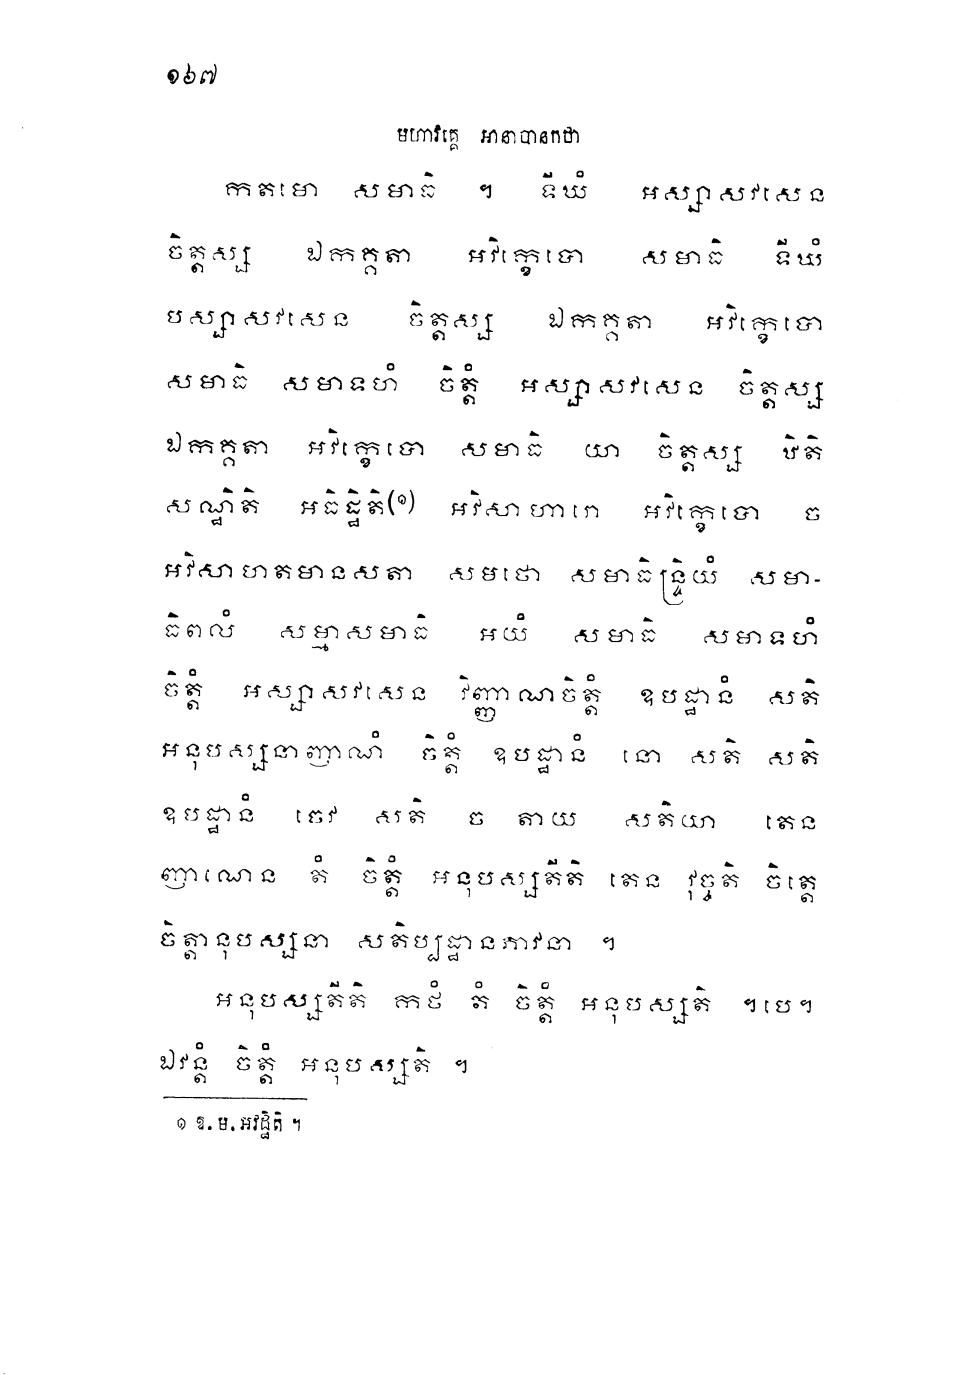 ១៦៧
មហាវគ្គេ អានាបានកថា
កតមោ សមាធិ ។ ទីឃំ អស្សាសវសេន
ចិត្តស្ស ឯកគ្គតា អវិក្ខេបោ សមាធិ ទីឃំ
បស្សាសវសេន ចិត្តស្ស ឯកគ្គតា អវិក្ខេបោ
សមាធិ សមាទហំ ចិត្តំ អស្សាសវសេន ចិត្តស្ស
ឯកគ្គតា អវិក្ខេបោ សមាធិ យា ចិត្តស្ស ឋិតិ
សណ្ឋិតិ អធិដ្ឋិតិ(១) អវិសាហារោ អវិក្ខេបោ ច
អវិសាហតមានសតា សមថោ សមាធិន្ទ្រិយំ សមា-
ធិពលំ សម្មាសមាធិ អយំ សមាធិ សមាទហំ
ចិត្តំ អស្សាសវសេន វិញ្ញាណចិត្តំ ឧបដ្ឋានំ សតិ
អនុបស្សនាញាណំ ចិត្តំ ឧបដ្ឋានំ នោ សតិ សតិ
ឧបដ្ឋានំ ចេវ សតិ ច តាយ សតិយា តេន
ញាណេន តំ ចិត្តំ អនុបស្សតីតិ តេន វុច្ចតិ ចិត្តេ
ចិត្តានុបស្សនា សតិប្បដ្ឋានភាវនា ។
អនុបស្សតីតិ កថំ តំ ចិត្តំ អនុបស្សតិ ។បេ។
ឯវន្តំ ចិត្តំ អនុបស្សតិ ។
១ ឱ. ម. អវដ្ឋិតិ ។